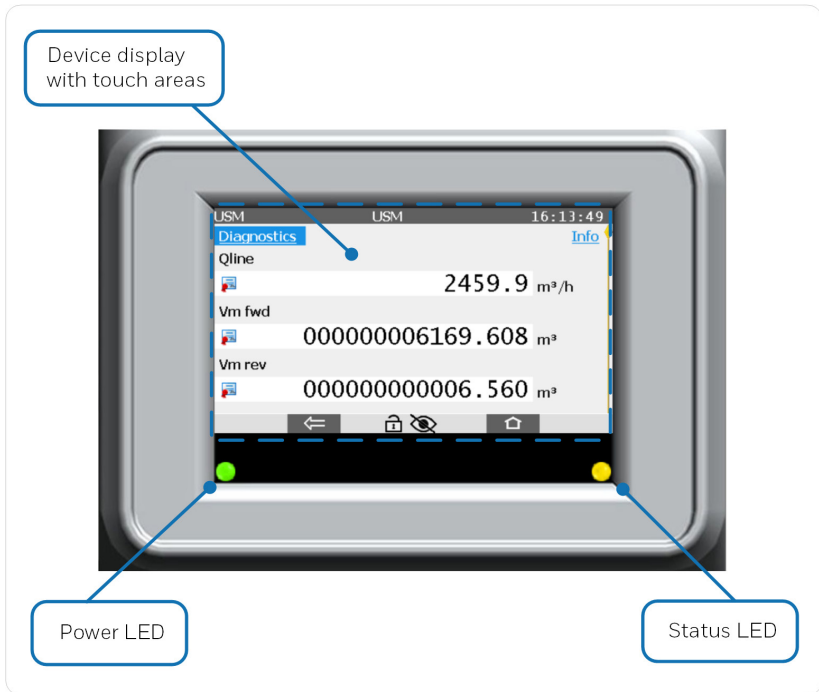 Device display
with touch areas
USM USM 16:13:49
Diagnostics Info
Qline
2459.9 m³/h
Vm fwd
000000006169.608 m³
Vm rev
000000000006.560 m³
Power LED
Status LED